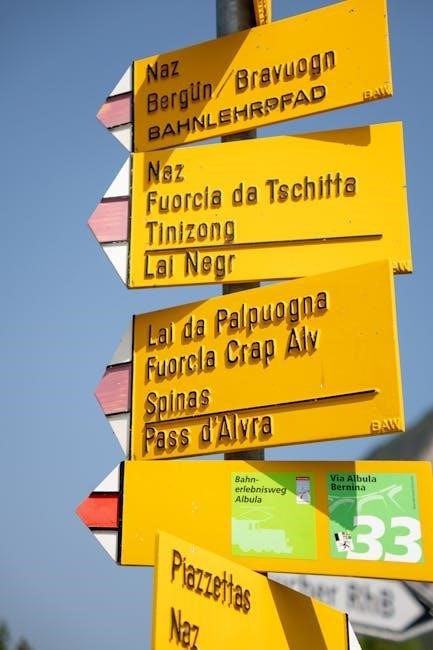 Naz
Bergün / Bravuogn
BAHNLEHRPFAD
BAW
Naz
Fuorcla da Tschitta
Tinizong
Lai Negr
Lai da Palpuogna
Fuorcla Crap Alv
Spinas
Pass d'Alvra
BAW
Bahn-
erlebnisweg
Albula
Via Albula
Bernina
33
Piazzettas
Naz
RhB